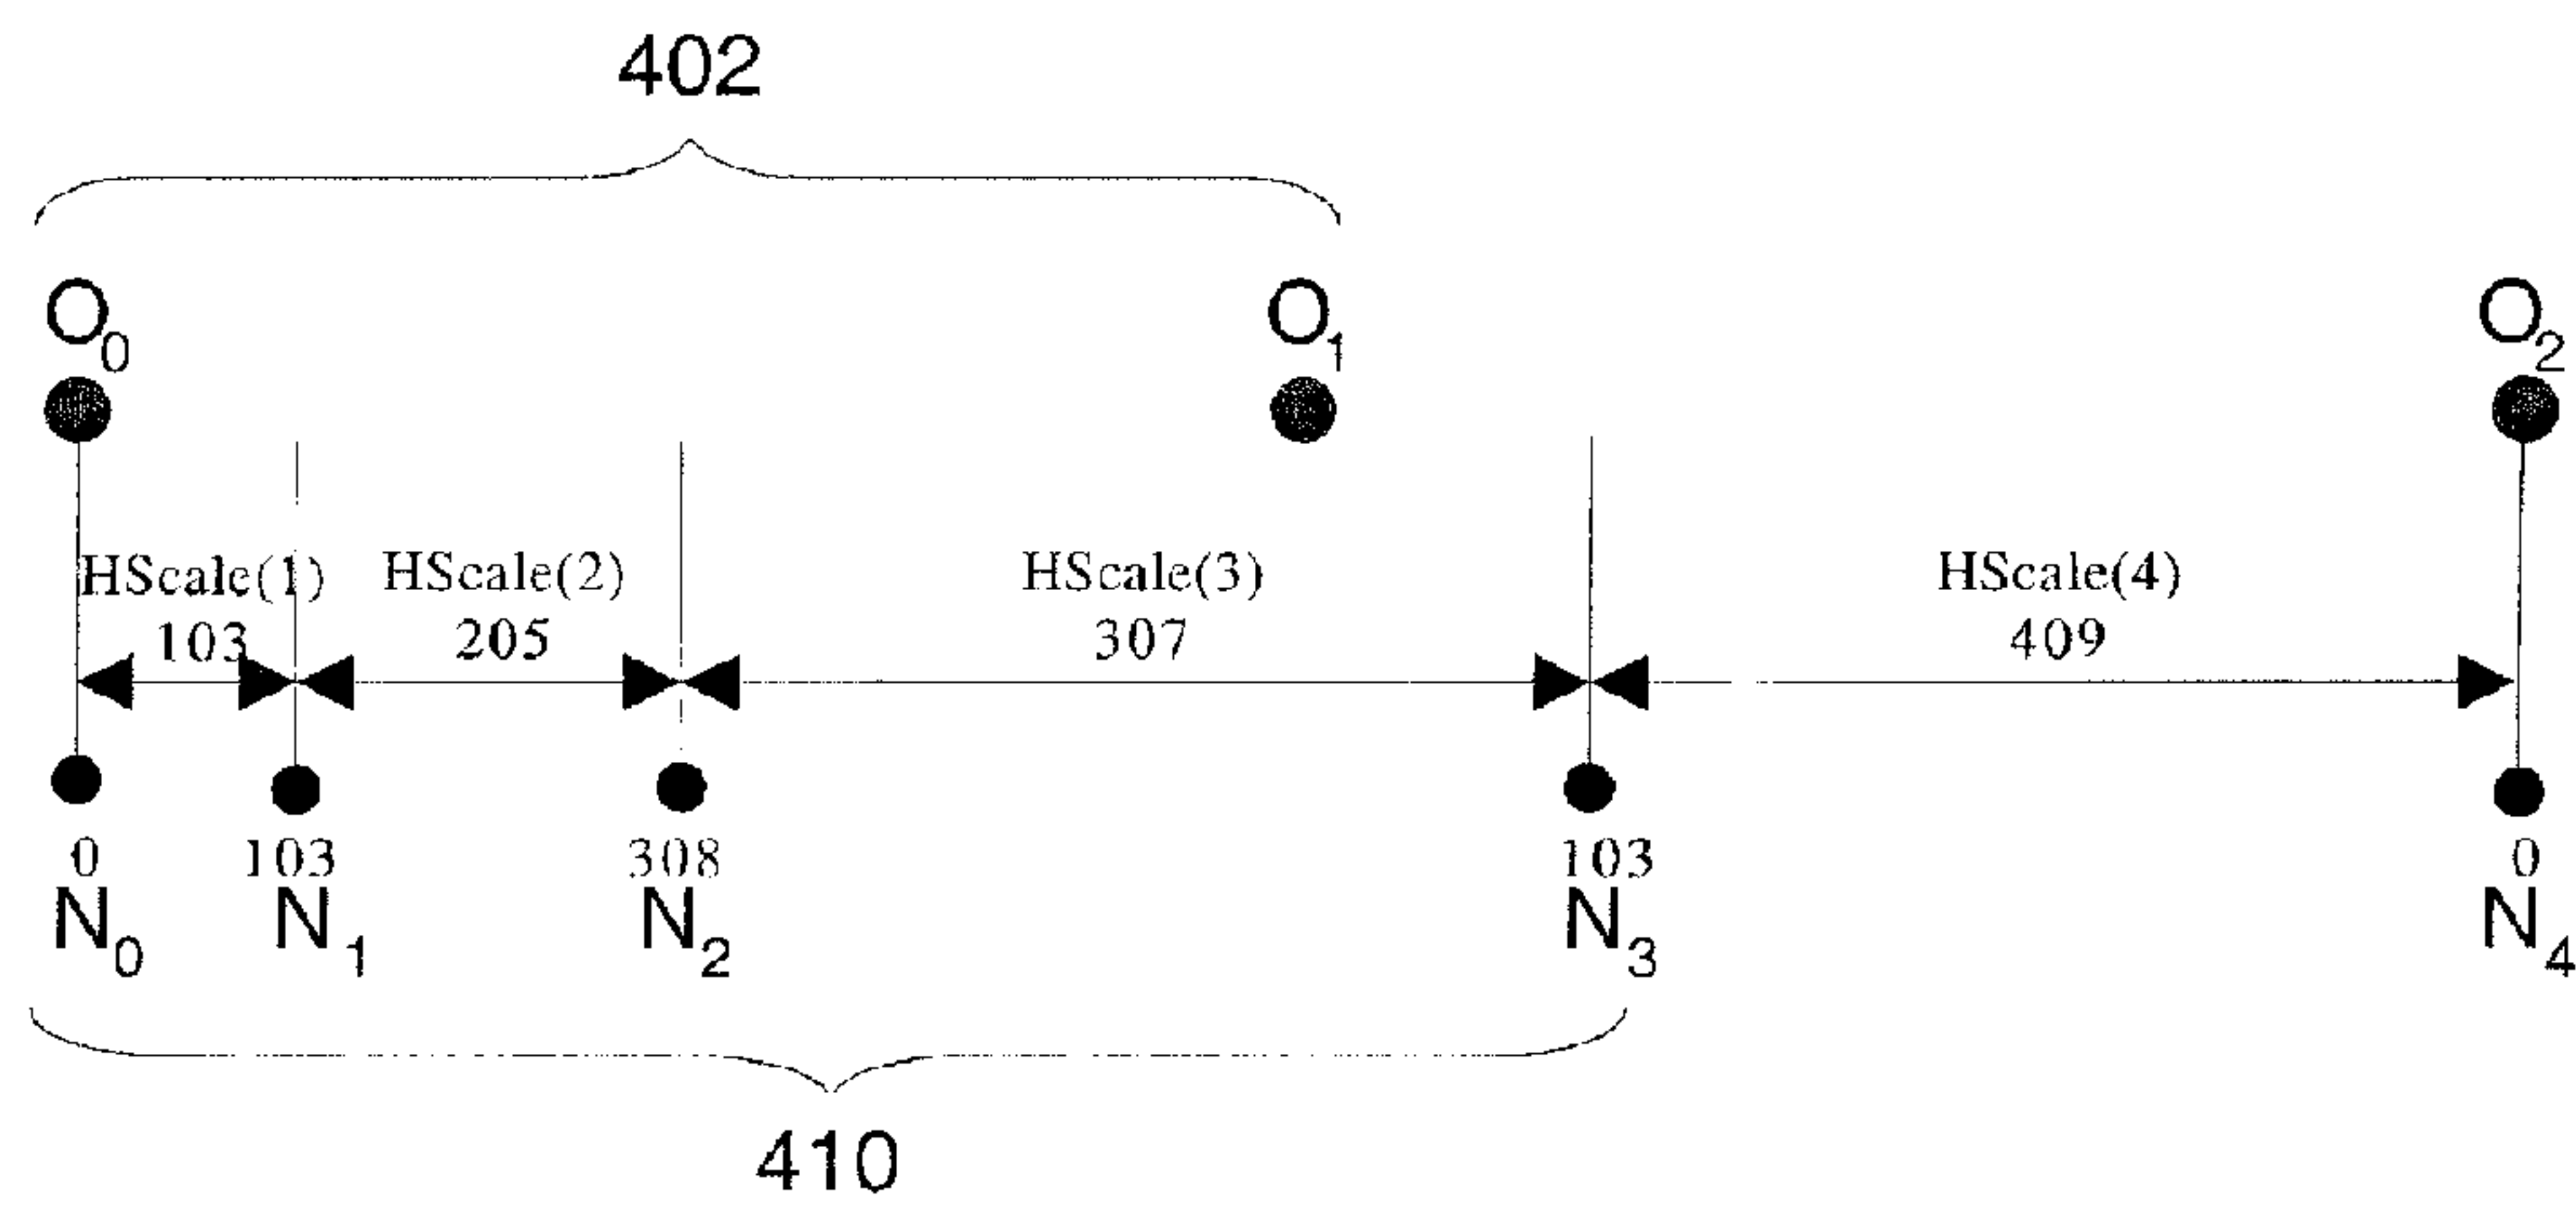 402
O0 O1 O2
HScale(1) HScale(2) HScale(3) HScale(4)
103 205 307 409
0 103 308 103 0
N0 N1 N2 N3 N4
410